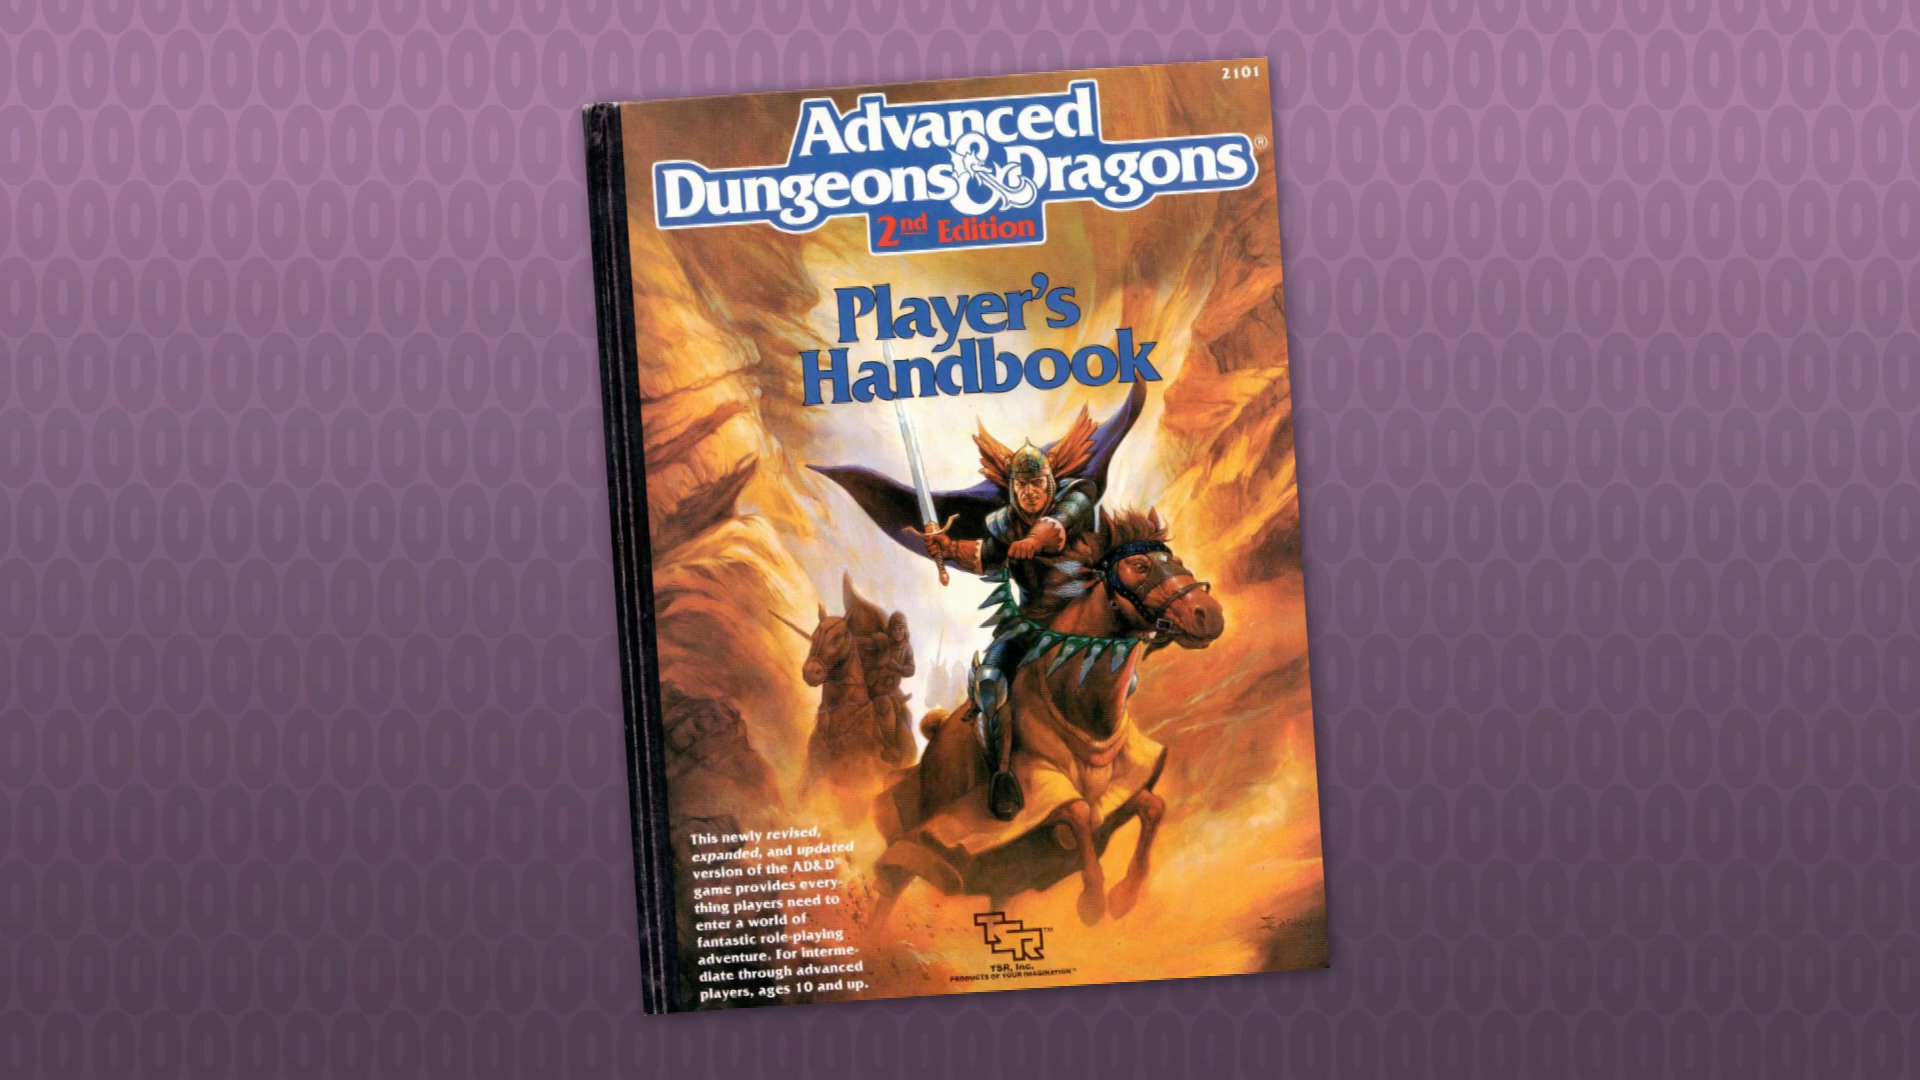 2101
Advanced
Dungeons & Dragons®
2nd Edition
Player's
Handbook
This newly revised,
expanded, and updated
version of the AD&D®
game provides every-
thing players need to
enter a world of
fantastic role-playing
adventure. For interme-
diate through advanced
players, ages 10 and up.
Easley
TSR™
TSR, Inc.
PRODUCTS OF YOUR IMAGINATION™